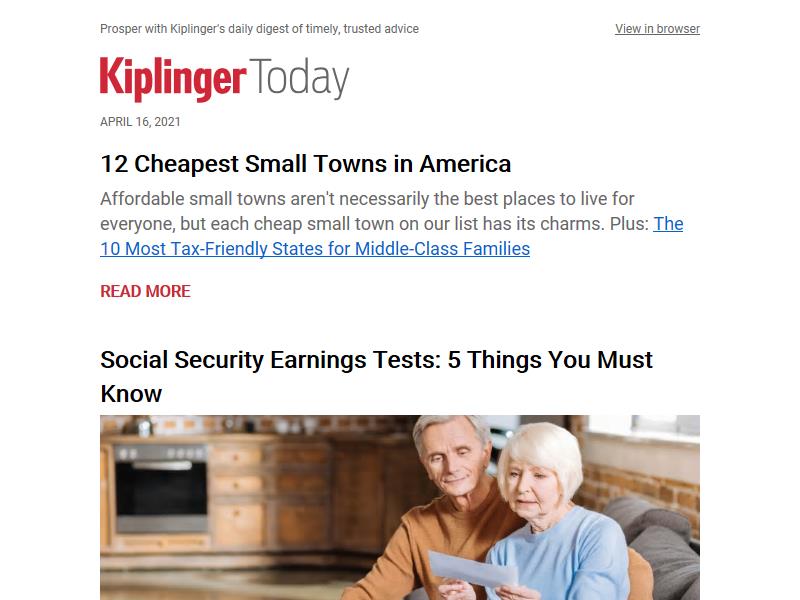 Prosper with Kiplinger's daily digest of timely, trusted advice
View in browser
Kiplinger Today
APRIL 16, 2021
12 Cheapest Small Towns in America
Affordable small towns aren't necessarily the best places to live for
everyone, but each cheap small town on our list has its charms. Plus: The
10 Most Tax-Friendly States for Middle-Class Families
READ MORE
Social Security Earnings Tests: 5 Things You Must
Know